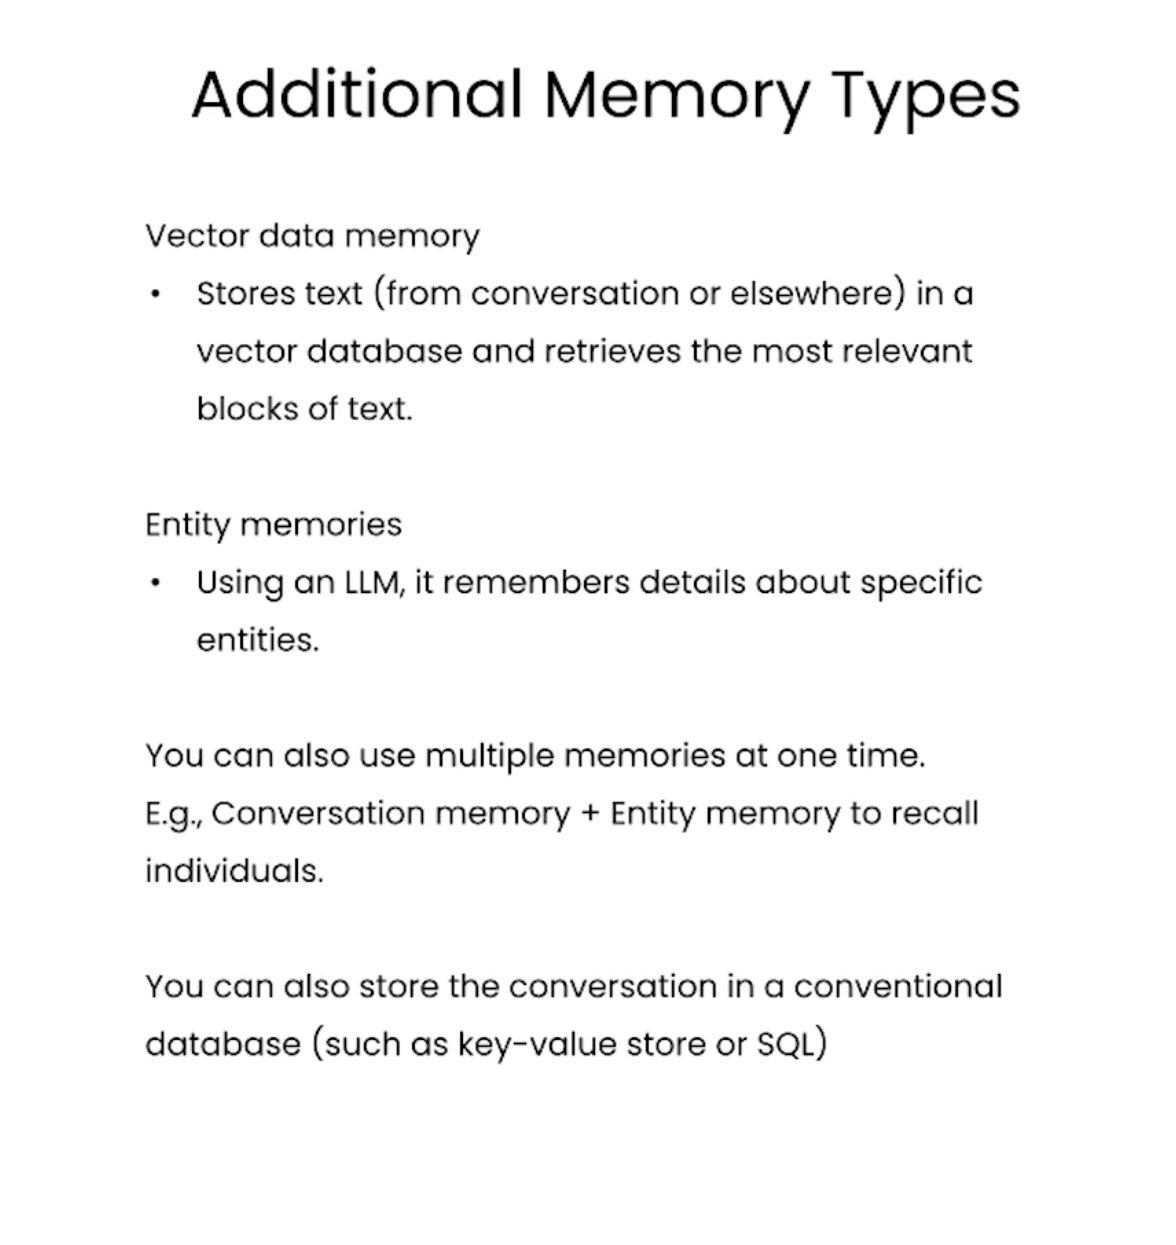 Additional Memory Types
Vector data memory
• Stores text (from conversation or elsewhere) in a
vector database and retrieves the most relevant
blocks of text.
Entity memories
• Using an LLM, it remembers details about specific
entities.
You can also use multiple memories at one time.
E.g., Conversation memory + Entity memory to recall
individuals.
You can also store the conversation in a conventional
database (such as key-value store or SQL)